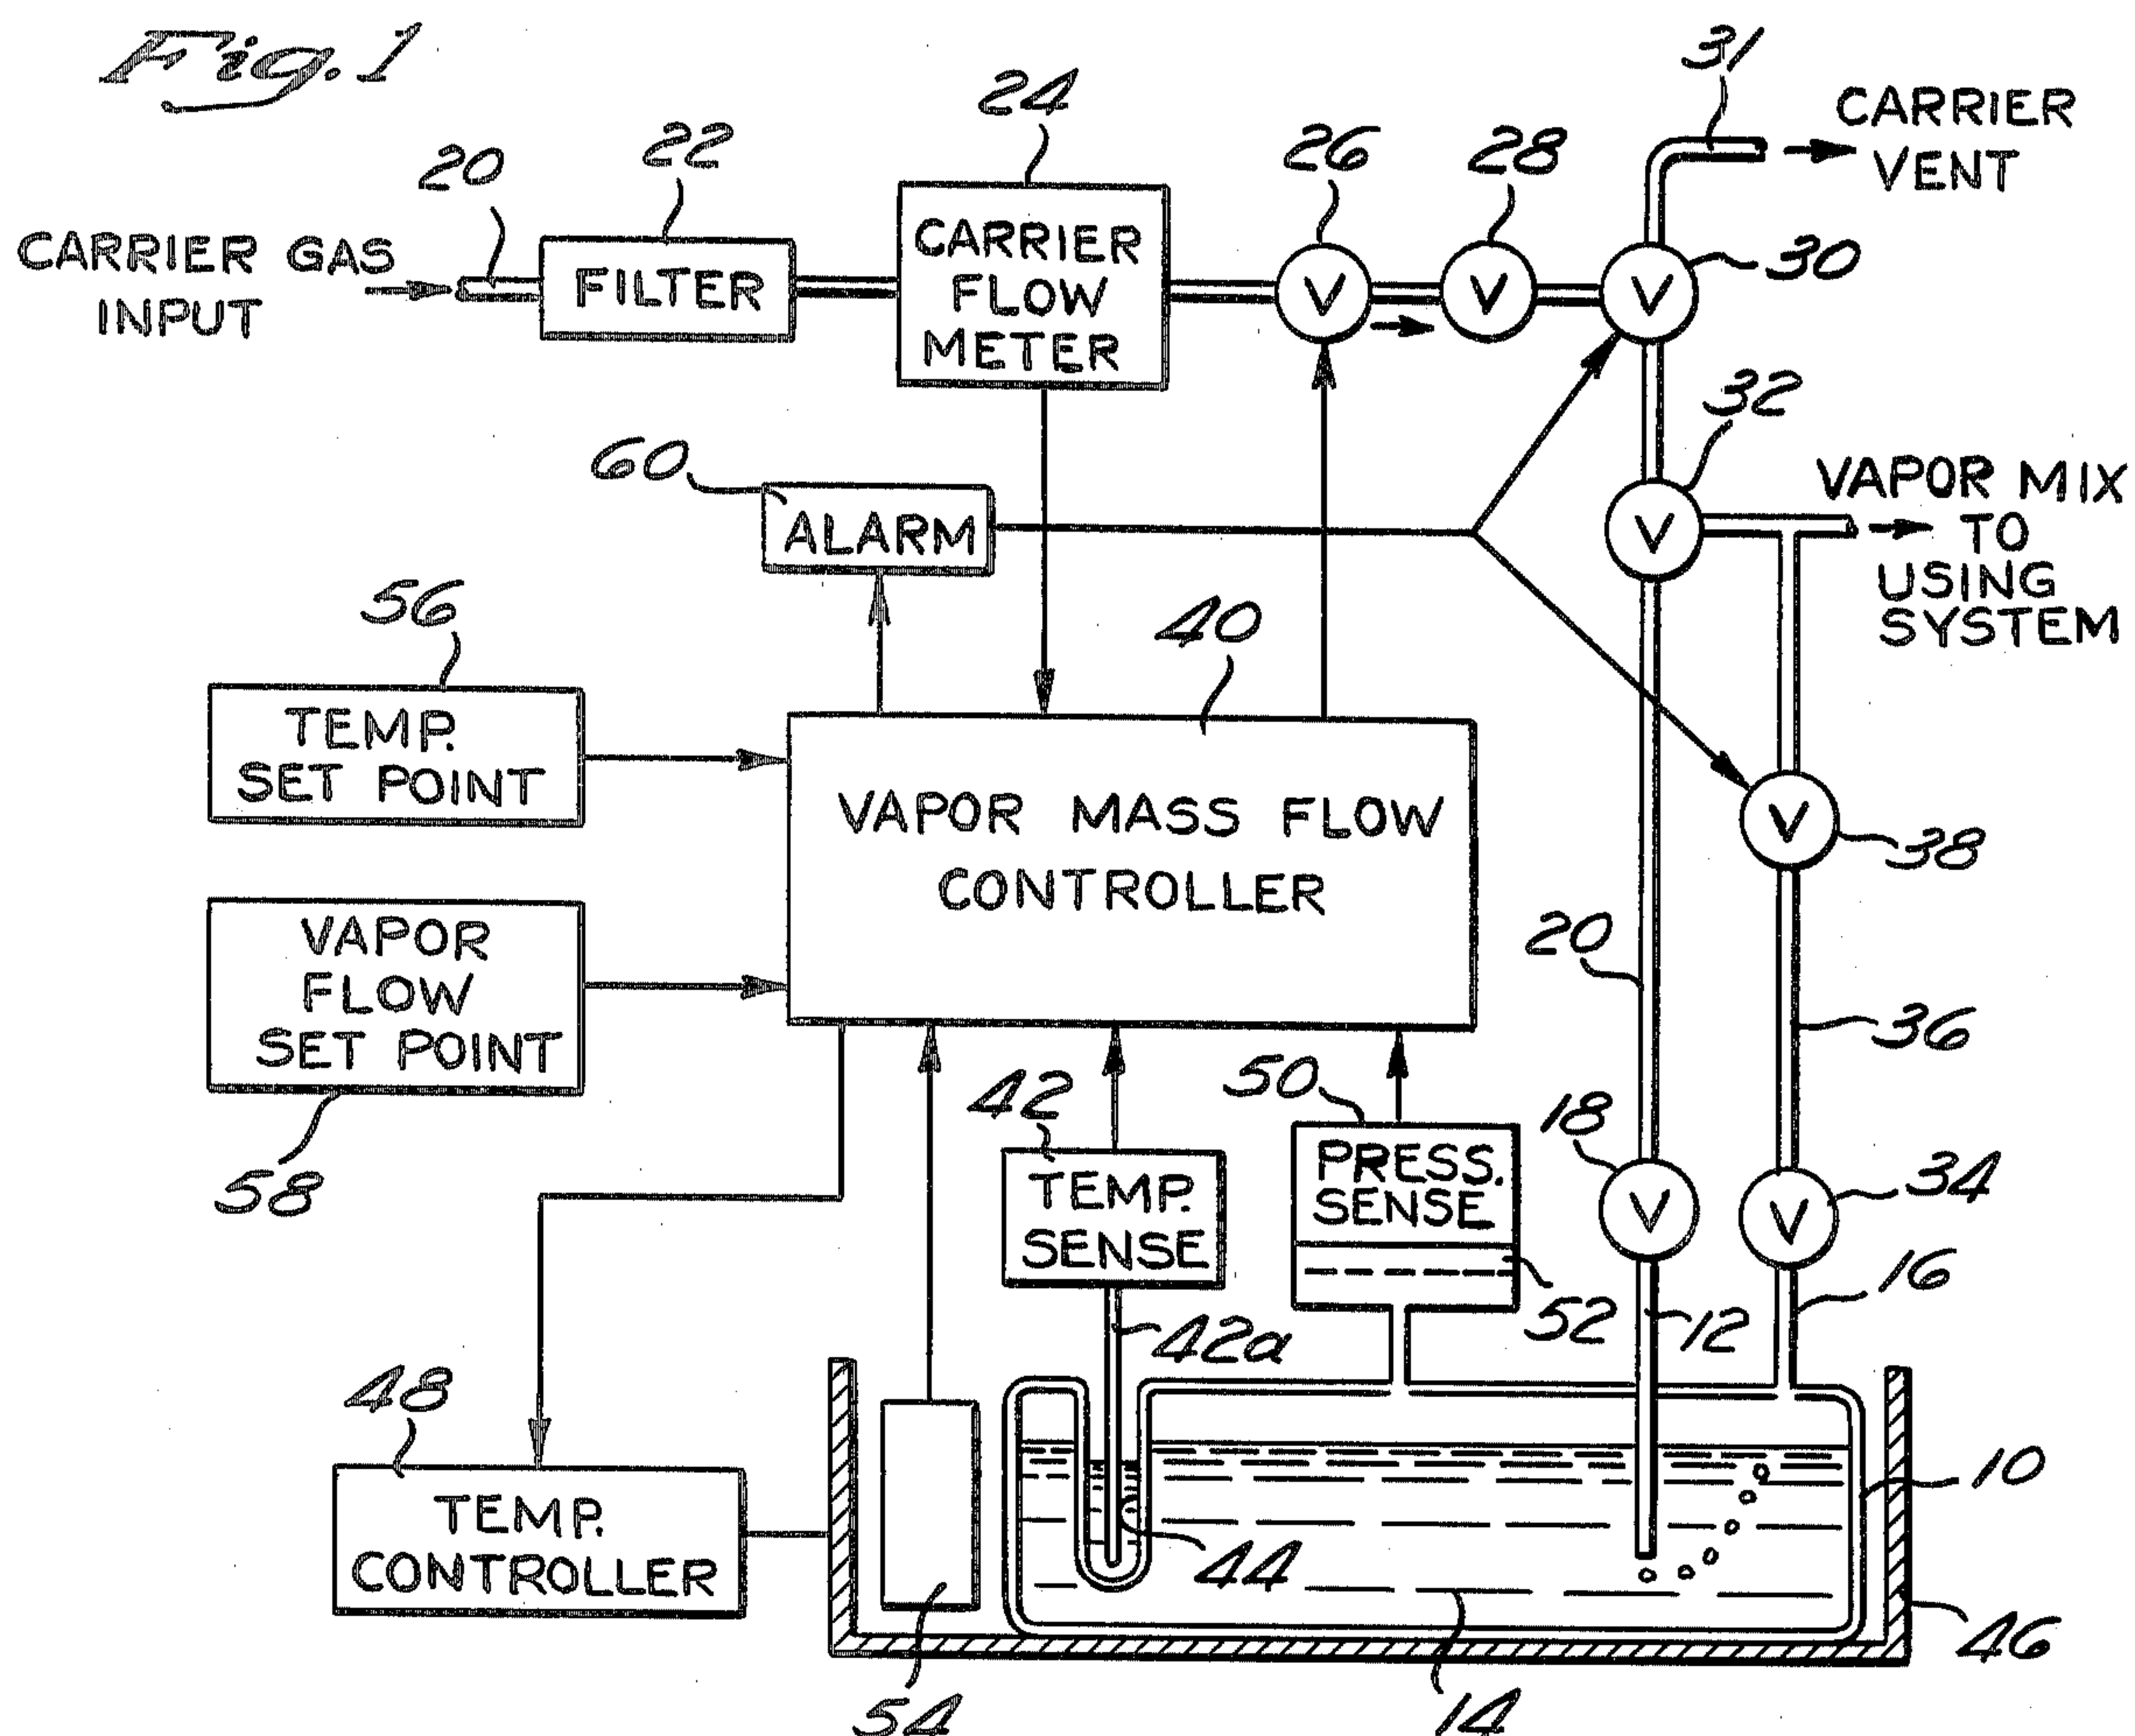 Fig. 1
31
CARRIER
VENT
24
22
20
26
28
CARRIER GAS
INPUT
FILTER
CARRIER
FLOW
METER
V
V
V
30
32
60
ALARM
V
VAPOR MIX
TO
USING
SYSTEM
56
40
TEMP.
SET POINT
VAPOR MASS FLOW
CONTROLLER
V
38
VAPOR
FLOW
SET POINT
20
36
58
42
50
18
TEMP.
SENSE
PRESS.
SENSE
V
V
34
16
52
12
42a
48
TEMP.
CONTROLLER
10
44
46
54
14